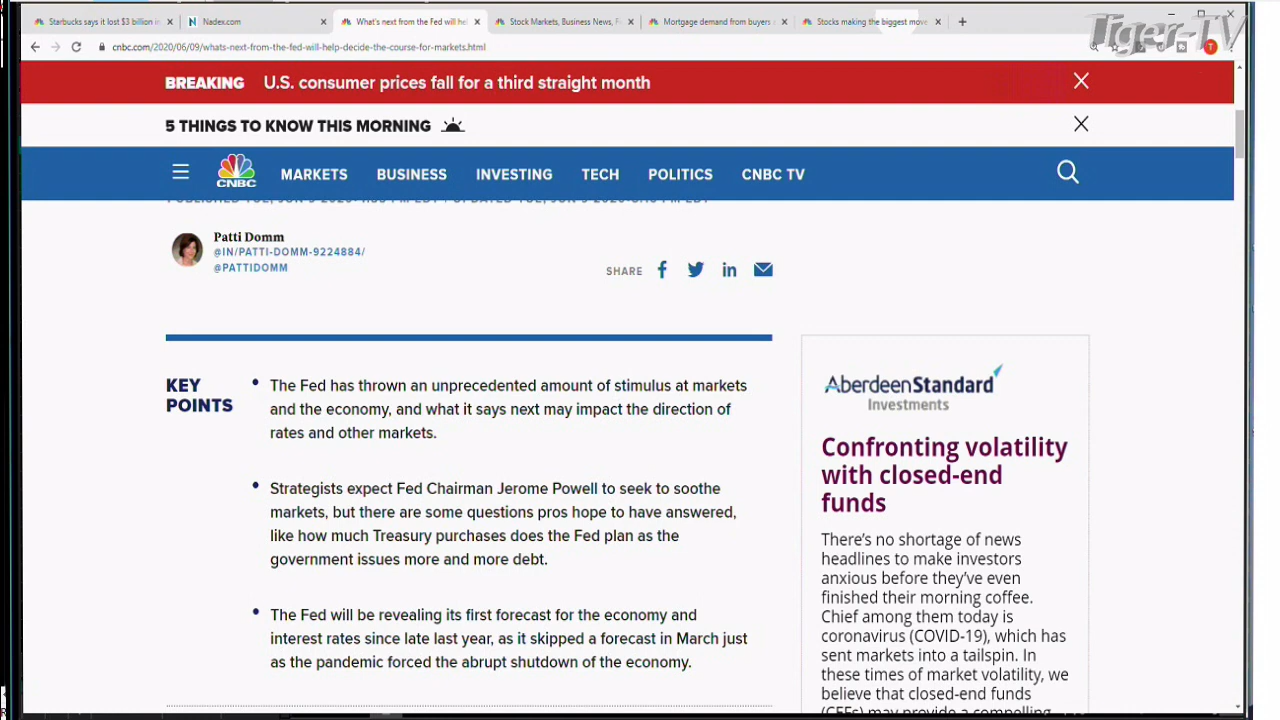 Starbucks says it lost $3 billion in
Nadex.com
What's next from the Fed will hel
Stock Markets, Business News, F
Mortgage demand from buyers
Stocks making the biggest move
Tiger-TV
cnbc.com/2020/06/09/whats-next-from-the-fed-will-help-decide-the-course-for-markets.html
T
BREAKING U.S. consumer prices fall for a third straight month
5 THINGS TO KNOW THIS MORNING
CNBC
MARKETS BUSINESS INVESTING TECH POLITICS CNBC TV
Patti Domm
@IN/PATTI-DOMM-9224884/
@PATTIDOMM
SHARE
KEY
POINTS
The Fed has thrown an unprecedented amount of stimulus at markets
and the economy, and what it says next may impact the direction of
rates and other markets.
Strategists expect Fed Chairman Jerome Powell to seek to soothe
markets, but there are some questions pros hope to have answered,
like how much Treasury purchases does the Fed plan as the
government issues more and more debt.
The Fed will be revealing its first forecast for the economy and
interest rates since late last year, as it skipped a forecast in March just
as the pandemic forced the abrupt shutdown of the economy.
AberdeenStandard
Investments
Confronting volatility
with closed-end
funds
There's no shortage of news
headlines to make investors
anxious before they've even
finished their morning coffee.
Chief among them today is
coronavirus (COVID-19), which has
sent markets into a tailspin. In
these times of market volatility, we
believe that closed-end funds
(CEFs) may provide a compelling